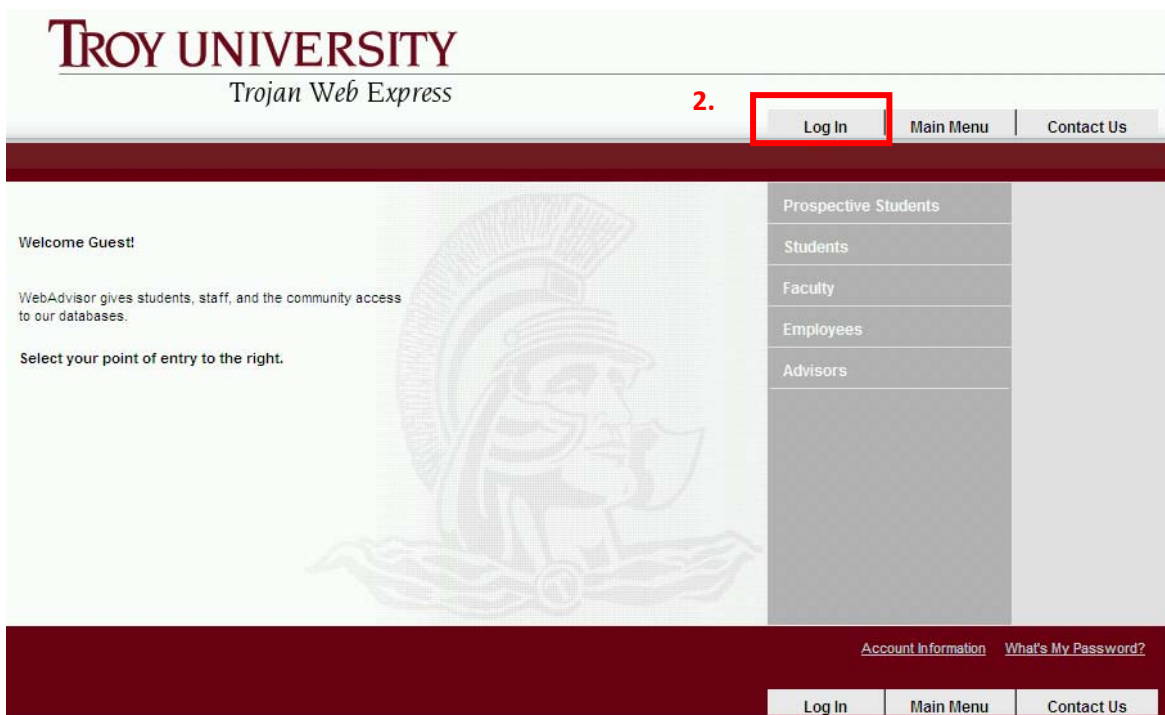 TROY UNIVERSITY
Trojan Web Express
2.
Log In Main Menu Contact Us
Prospective Students
Welcome Guest!
Students
Faculty
WebAdvisor gives students, staff, and the community access
to our databases.
Employees
Select your point of entry to the right.
Advisors
Account Information What's My Password?
Log In Main Menu Contact Us